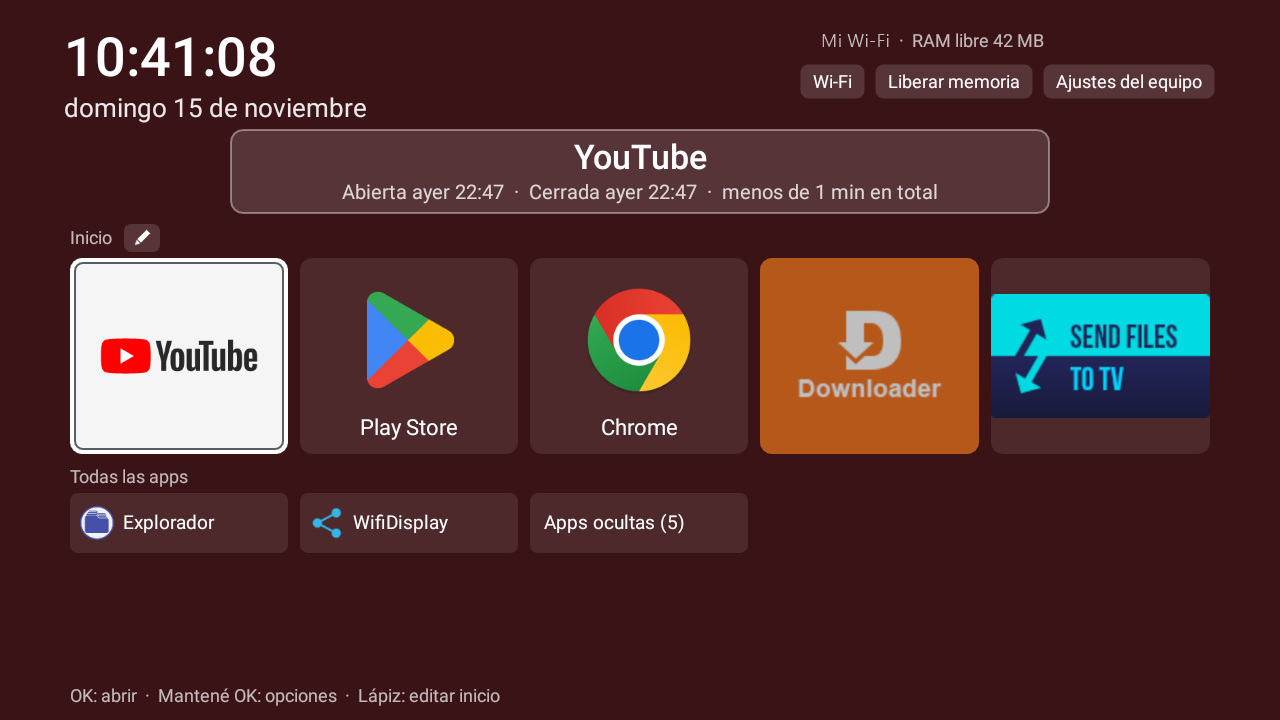 10:41:08
domingo 15 de noviembre
Mi Wi-Fi · RAM libre 42 MB
Wi-Fi
Liberar memoria
Ajustes del equipo
YouTube
Abierta ayer 22:47 · Cerrada ayer 22:47 · menos de 1 min en total
Inicio
YouTube
Play Store
Chrome
Downloader
SEND FILES
TO TV
Todas las apps
Explorador
WifiDisplay
Apps ocultas (5)
OK: abrir · Mantené OK: opciones · Lápiz: editar inicio